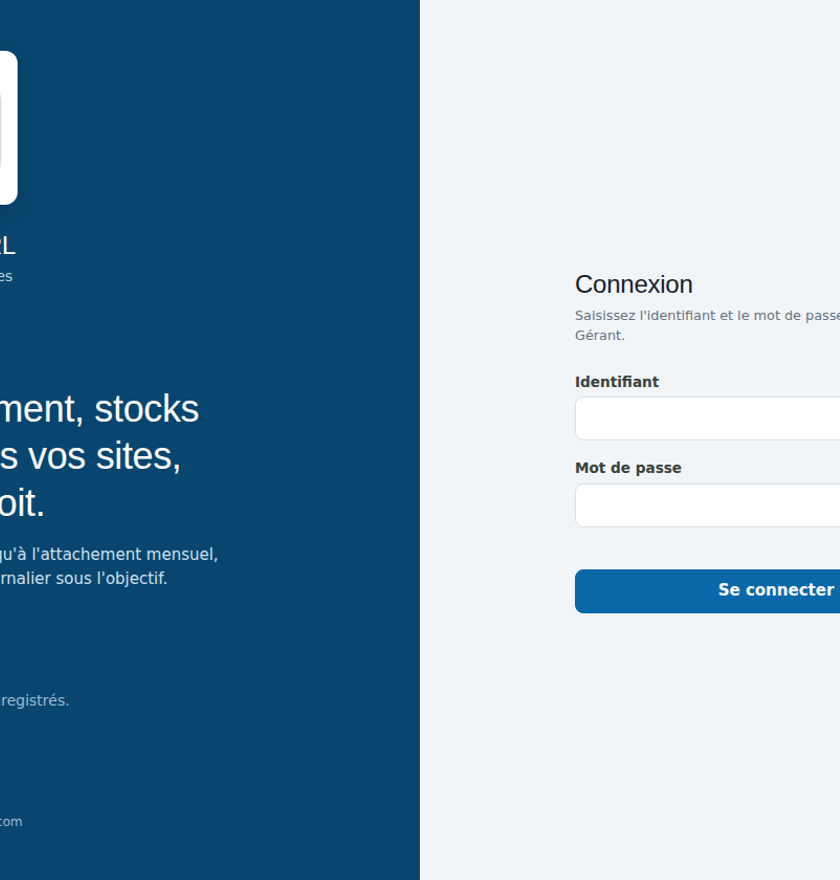 es
ment, stocks
s vos sites,
oit.
qu'à l'attachement mensuel,
rnalier sous l'objectif.
registrés.
com
Connexion
Saisissez l'identifiant et le mot de passe
Gérant.
Identifiant
Mot de passe
Se connecter